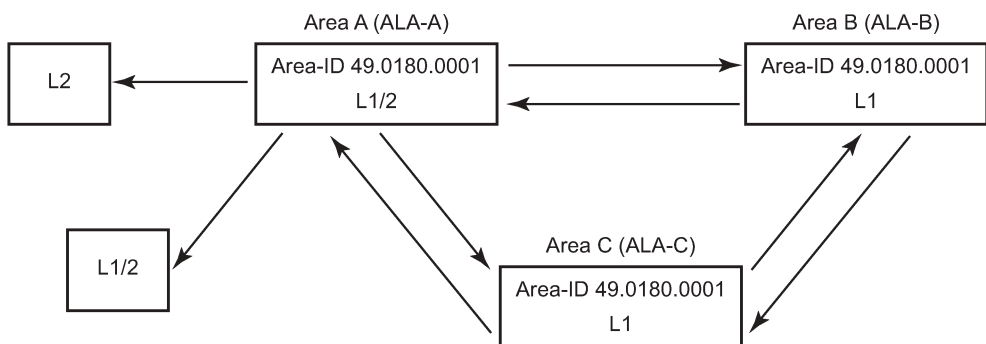 Area A (ALA-A)
Area B (ALA-B)
L2
Area-ID 49.0180.0001
L1/2
Area-ID 49.0180.0001
L1
L1/2
Area C (ALA-C)
Area-ID 49.0180.0001
L1